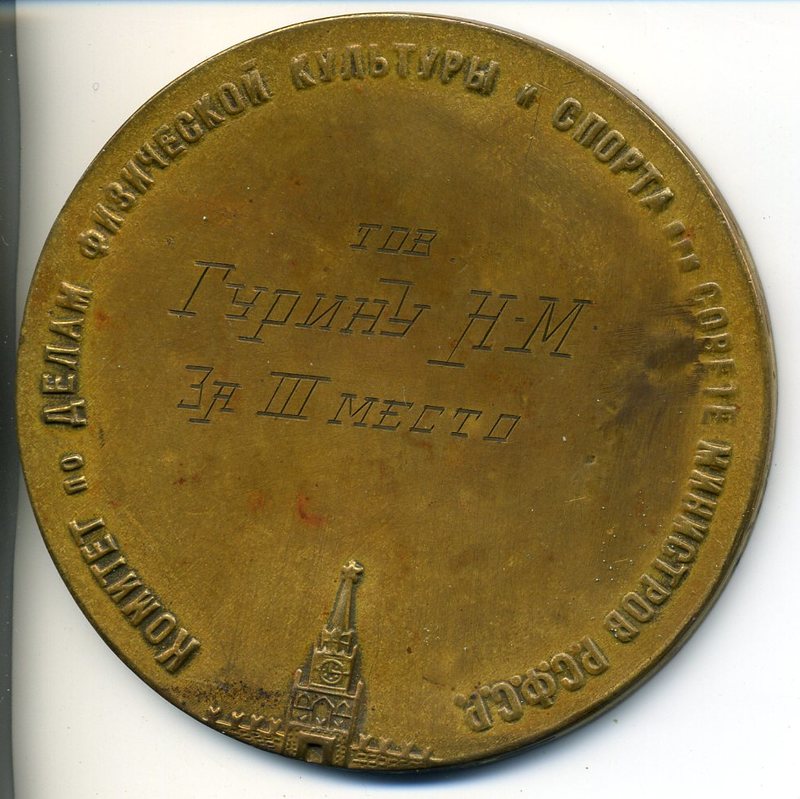 КОМИТЕТ ПО ДЕЛАМ ФИЗИЧЕСКОЙ КУЛЬТУРЫ И СПОРТА ПРИ СОВЕТЕ МИНИСТРОВ Р.С.Ф.С.Р.
ТОВ.
Гурину Н.М.
За III место